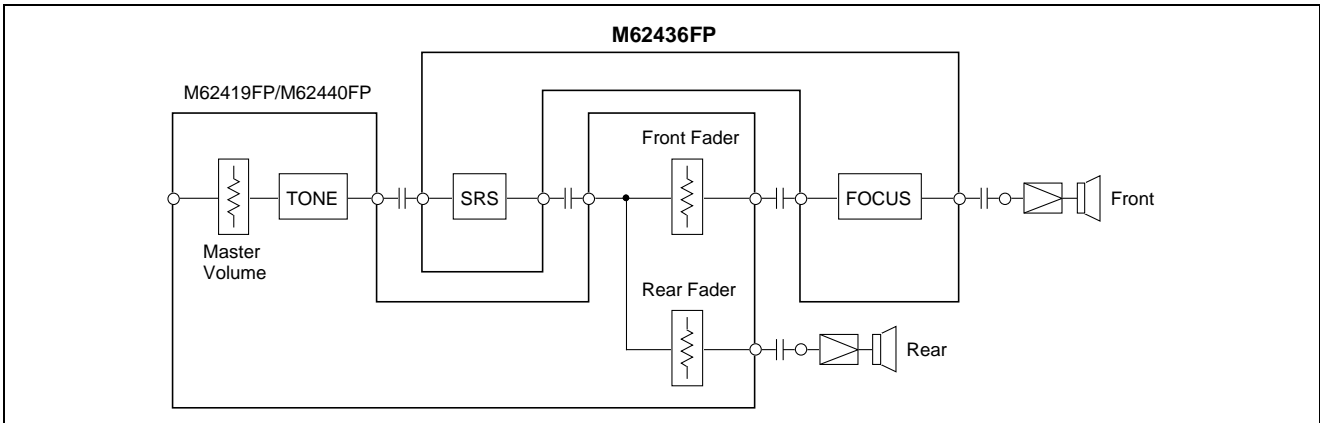 M62436FP
M62419FP/M62440FP
Front Fader
TONE
SRS
FOCUS
Front
Master
Volume
Rear Fader
Rear